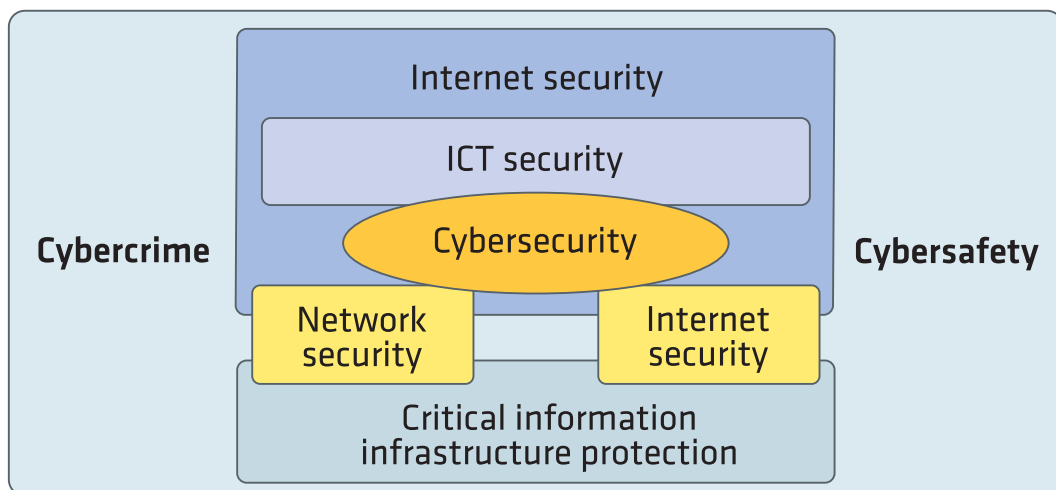 Internet security
ICT security
Cybersecurity
Cybercrime
Cybersafety
Network
security
Internet
security
Critical information
infrastructure protection